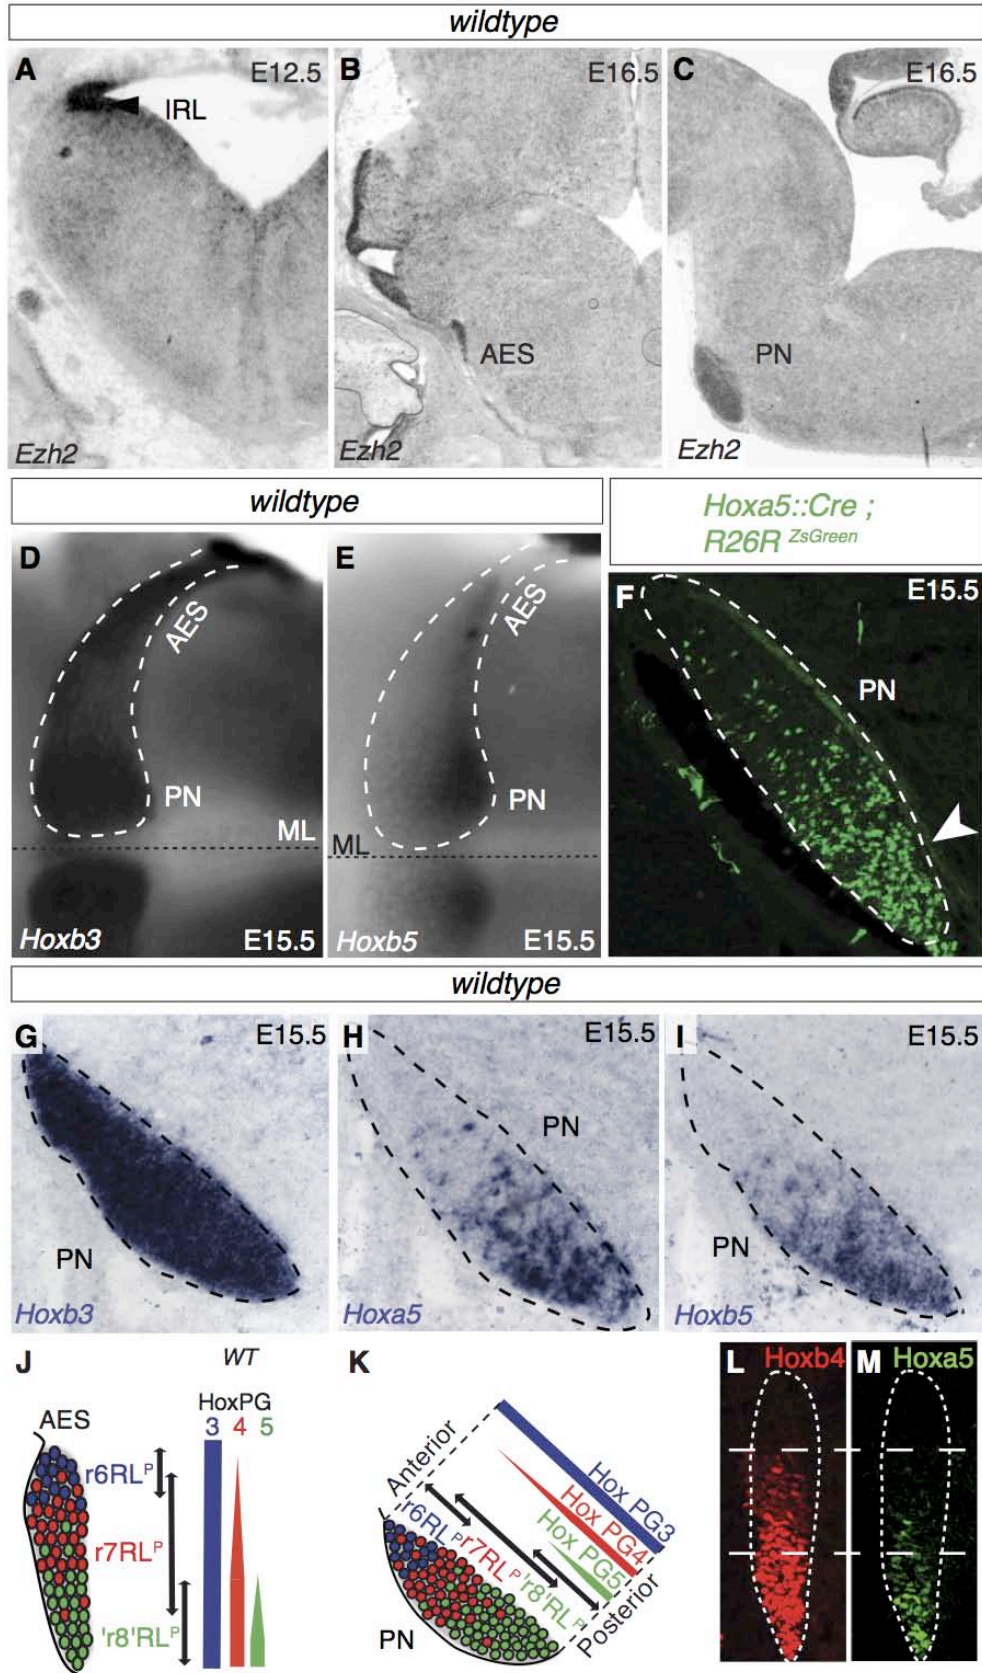 wildtype
A E12.5 IRL Ezh2
B E16.5 AES Ezh2
C E16.5 PN Ezh2
wildtype
Hoxa5::Cre ;
R26R ZsGreen
D AES PN ML Hoxb3 E15.5
E AES PN ML Hoxb5 E15.5
F E15.5 PN
wildtype
G E15.5 PN Hoxb3
H E15.5 PN Hoxa5
I E15.5 PN Hoxb5
J WT
HoxPG
3 4 5
AES
r6RLP
r7RLP
'r8'RLP
K
Anterior
Hox PG3
Hox PG4
Hox PG5
r6RLP
r7RLP
'r8'RLP
Posterior
PN
L Hoxb4
M Hoxa5